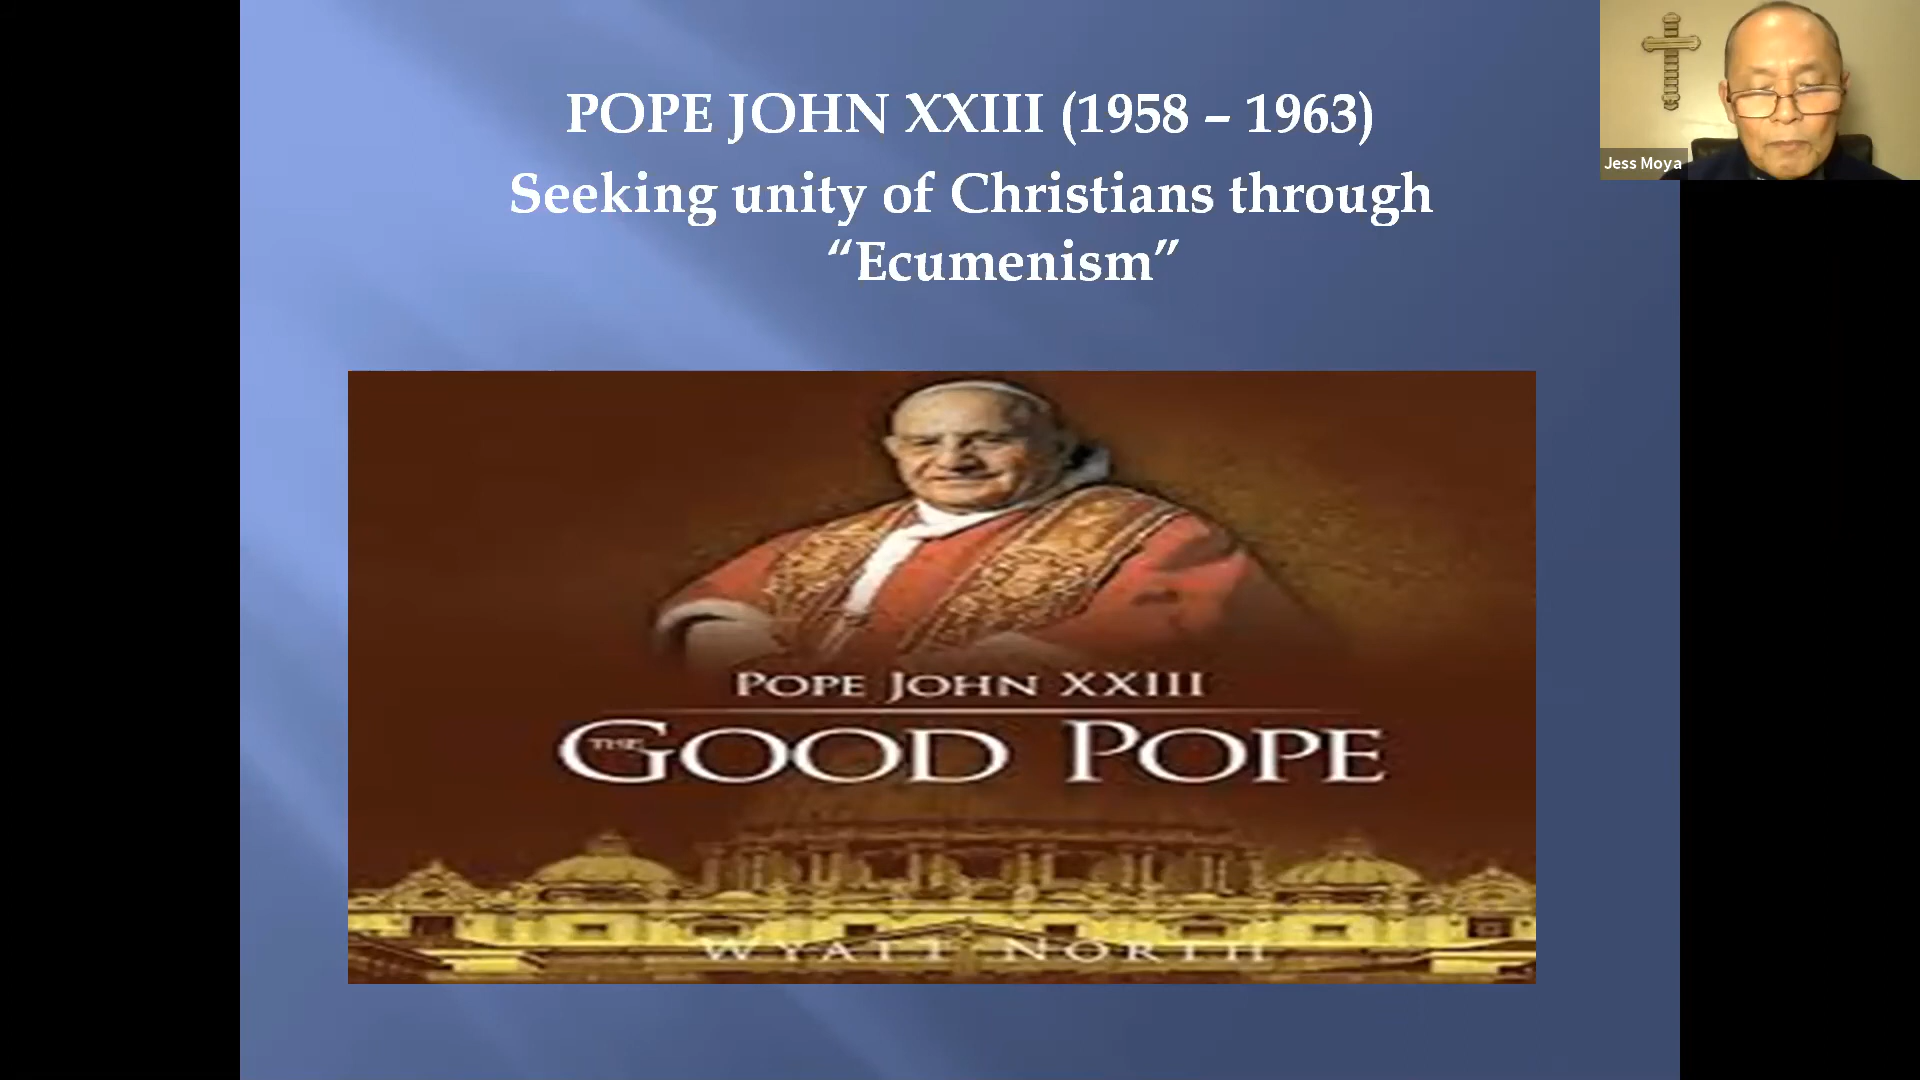 POPE JOHN XXIII (1958 – 1963)
Seeking unity of Christians through
“Ecumenism”
Jess Moya
POPE JOHN XXIII
THE GOOD POPE
WYATT NORTH